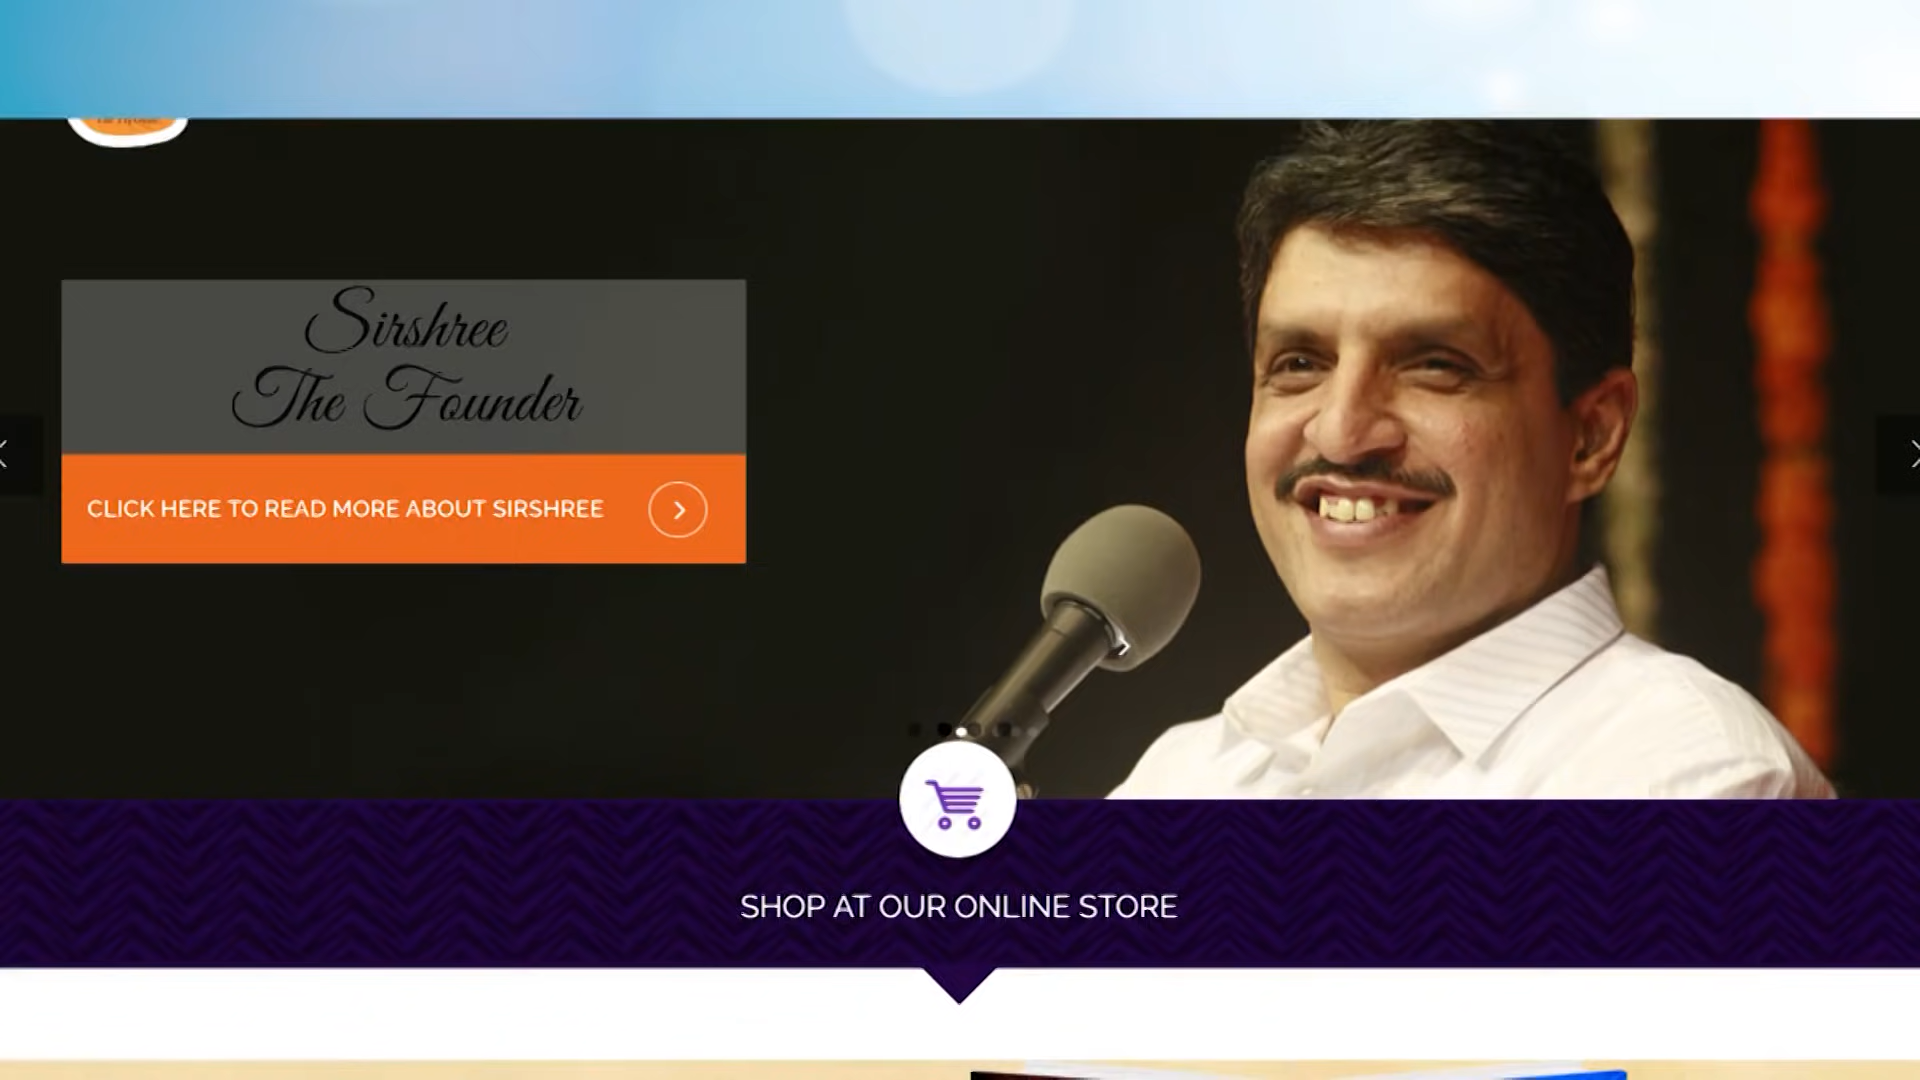 Sirshree
The Founder
CLICK HERE TO READ MORE ABOUT SIRSHREE
SHOP AT OUR ONLINE STORE